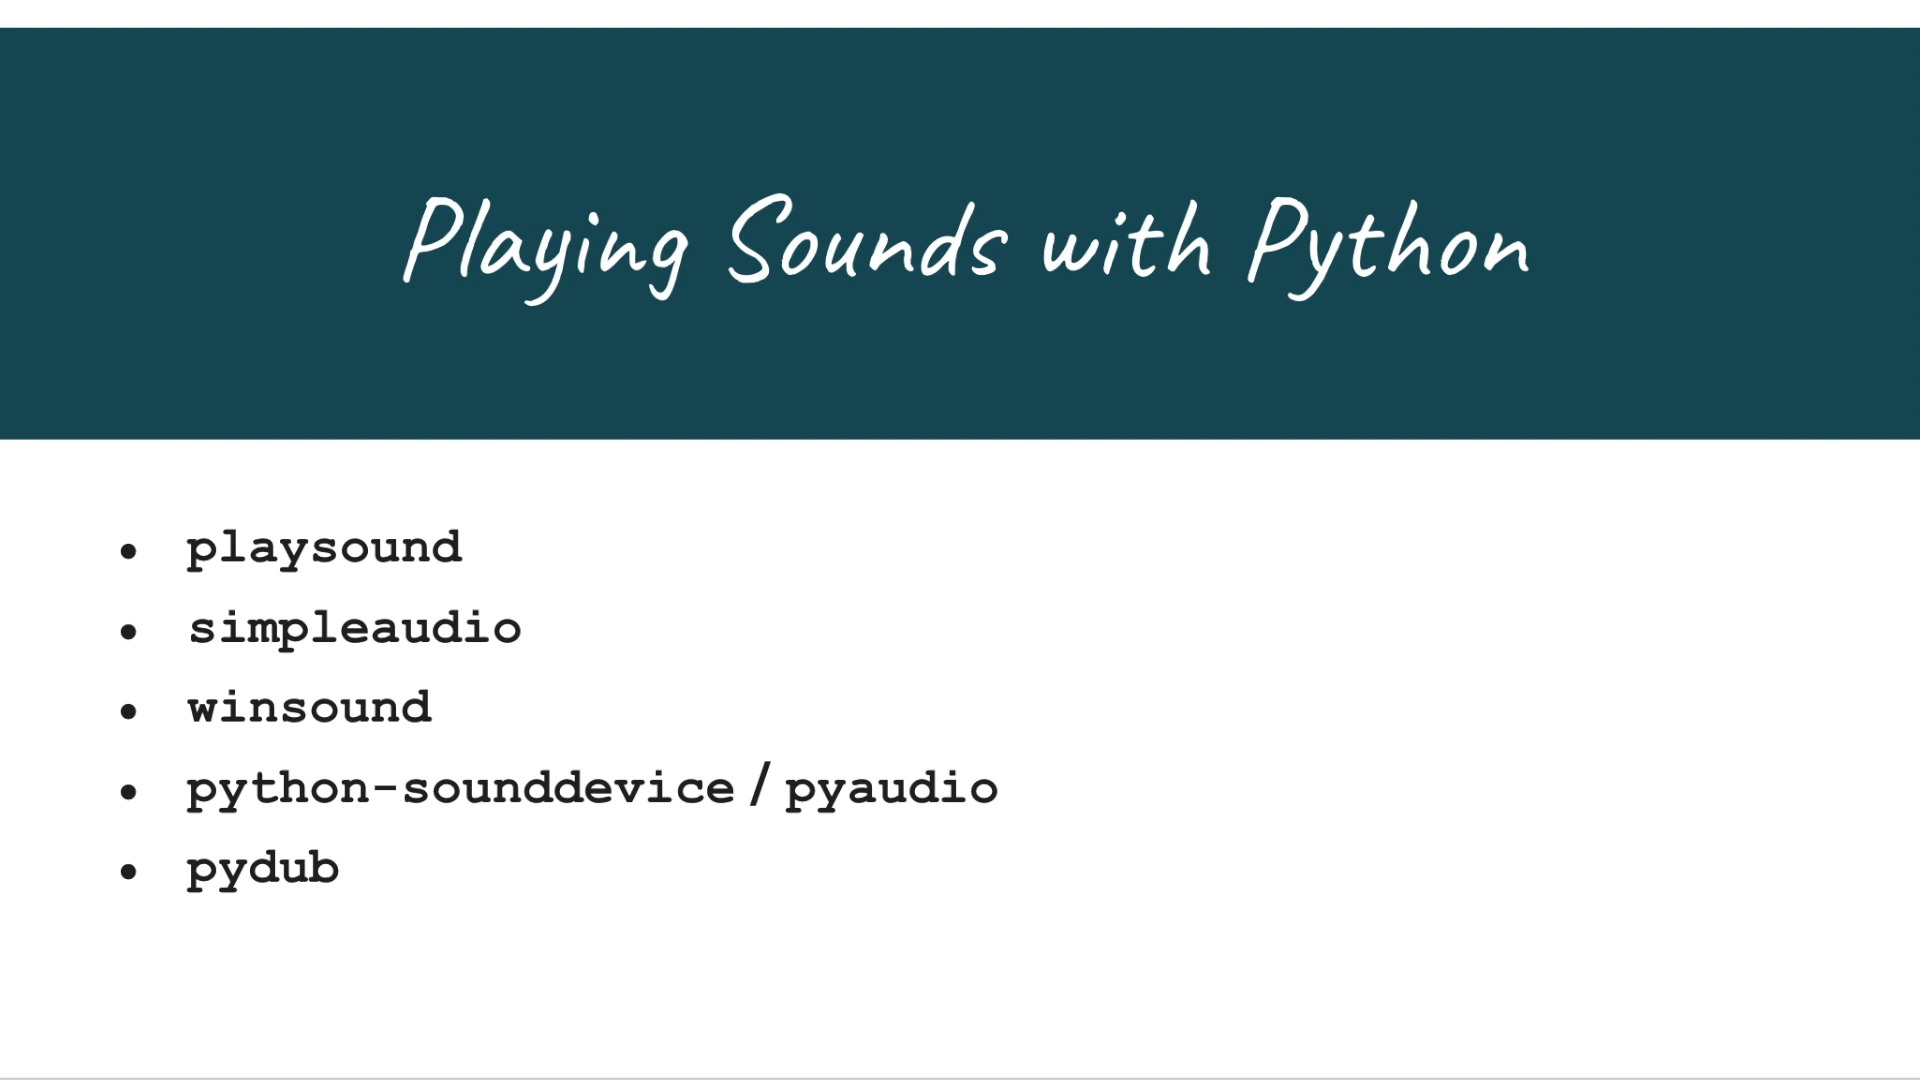 Playing Sounds with Python
• playsound
• simpleaudio
• winsound
• python-sounddevice / pyaudio
• pydub